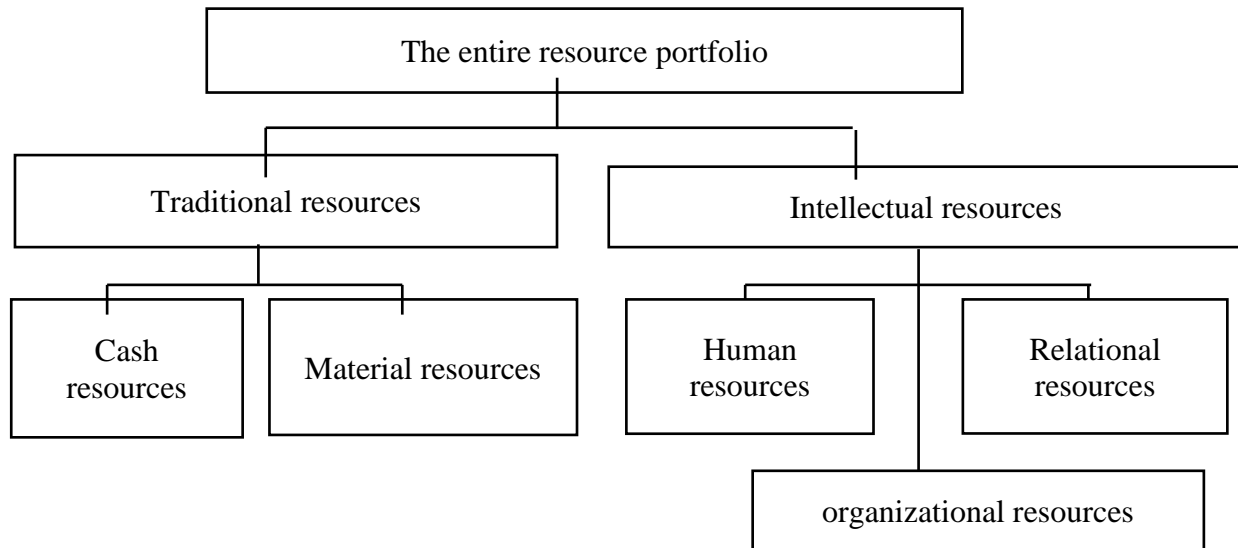 The entire resource portfolio
Traditional resources
Intellectual resources
Cash
resources
Material resources
Human
resources
Relational
resources
organizational resources